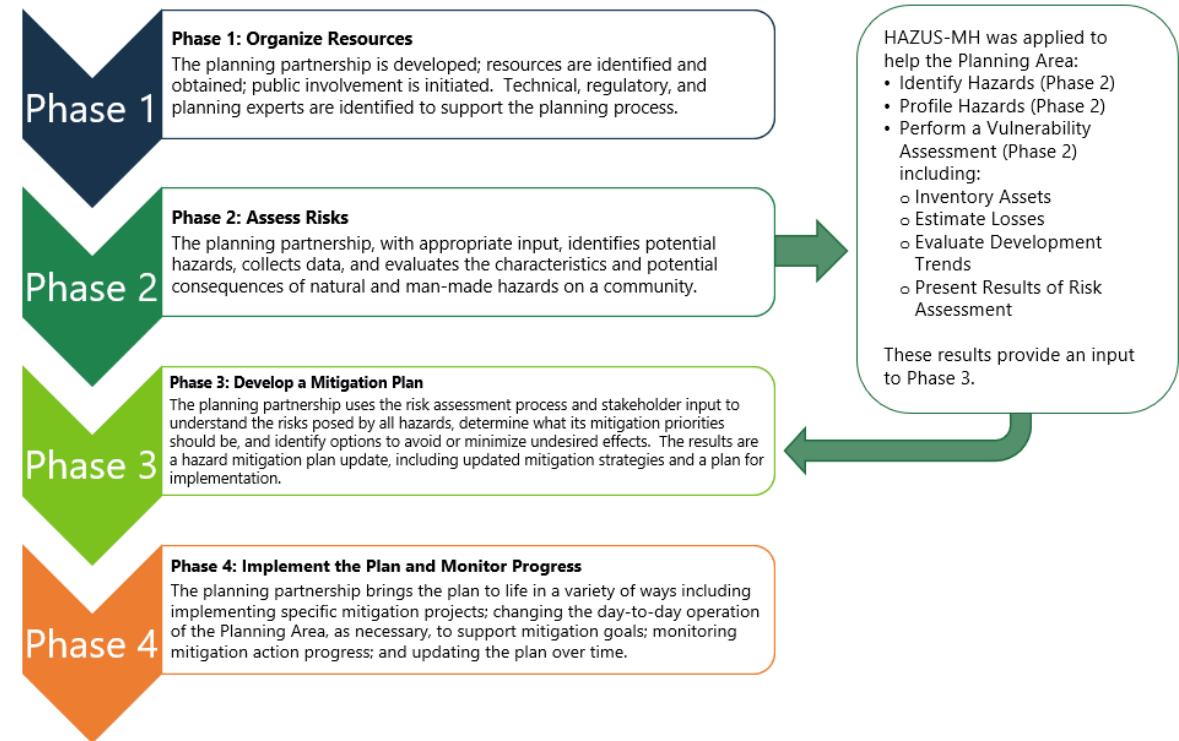 Phase 1
Phase 1: Organize Resources
The planning partnership is developed; resources are identified and
obtained; public involvement is initiated.  Technical, regulatory, and
planning experts are identified to support the planning process.
Phase 2
Phase 2: Assess Risks
The planning partnership, with appropriate input, identifies potential
hazards, collects data, and evaluates the characteristics and potential
consequences of natural and man-made hazards on a community.
HAZUS-MH was applied to
help the Planning Area:
• Identify Hazards (Phase 2)
• Profile Hazards (Phase 2)
• Perform a Vulnerability
Assessment (Phase 2)
including:
o Inventory Assets
o Estimate Losses
o Evaluate Development
Trends
o Present Results of Risk
Assessment
These results provide an input
to Phase 3.
Phase 3
Phase 3: Develop a Mitigation Plan
The planning partnership uses the risk assessment process and stakeholder input to
understand the risks posed by all hazards, determine what its mitigation priorities
should be, and identify options to avoid or minimize undesired effects.  The results are
a hazard mitigation plan update, including updated mitigation strategies and a plan for
implementation.
Phase 4
Phase 4: Implement the Plan and Monitor Progress
The planning partnership brings the plan to life in a variety of ways including
implementing specific mitigation projects; changing the day-to-day operation
of the Planning Area, as necessary, to support mitigation goals; monitoring
mitigation action progress; and updating the plan over time.